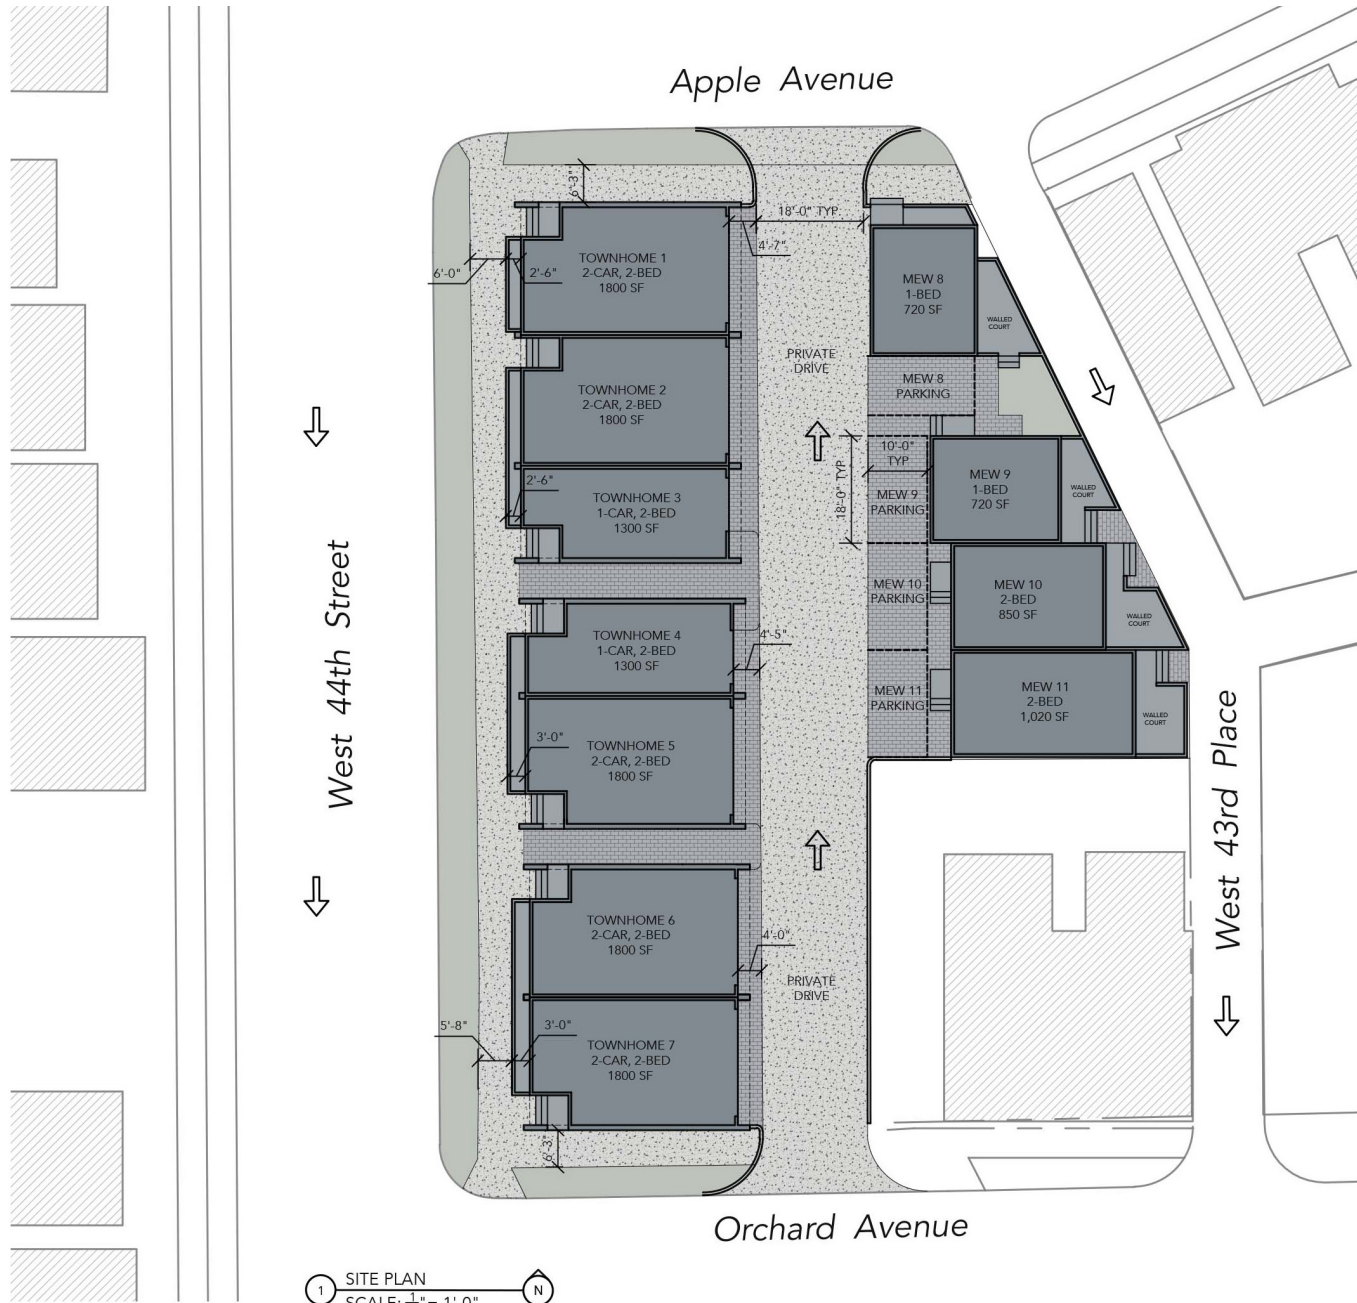 Apple Avenue
6'-3"
18'-0" TYP
4'-7"
6'-0"
2'-6"
TOWNHOME 1
2-CAR, 2-BED
1800 SF
MEW 8
1-BED
720 SF
WALLED
COURT
PRIVATE
DRIVE
MEW 8
PARKING
TOWNHOME 2
2-CAR, 2-BED
1800 SF
10'-0"
TYP
18'-0" TYP
MEW 9
1-BED
720 SF
WALLED
COURT
MEW 9
PARKING
2'-6"
TOWNHOME 3
1-CAR, 2-BED
1300 SF
MEW 10
PARKING
MEW 10
2-BED
850 SF
WALLED
COURT
West 44th Street
TOWNHOME 4
1-CAR, 2-BED
1300 SF
4'-5"
MEW 11
PARKING
MEW 11
2-BED
1,020 SF
WALLED
COURT
3'-0"
TOWNHOME 5
2-CAR, 2-BED
1800 SF
West 43rd Place
TOWNHOME 6
2-CAR, 2-BED
1800 SF
4'-0"
PRIVATE
DRIVE
5'-8"
3'-0"
TOWNHOME 7
2-CAR, 2-BED
1800 SF
6'-3"
Orchard Avenue
1
SITE PLAN
N
SCALE: = 1'-0"